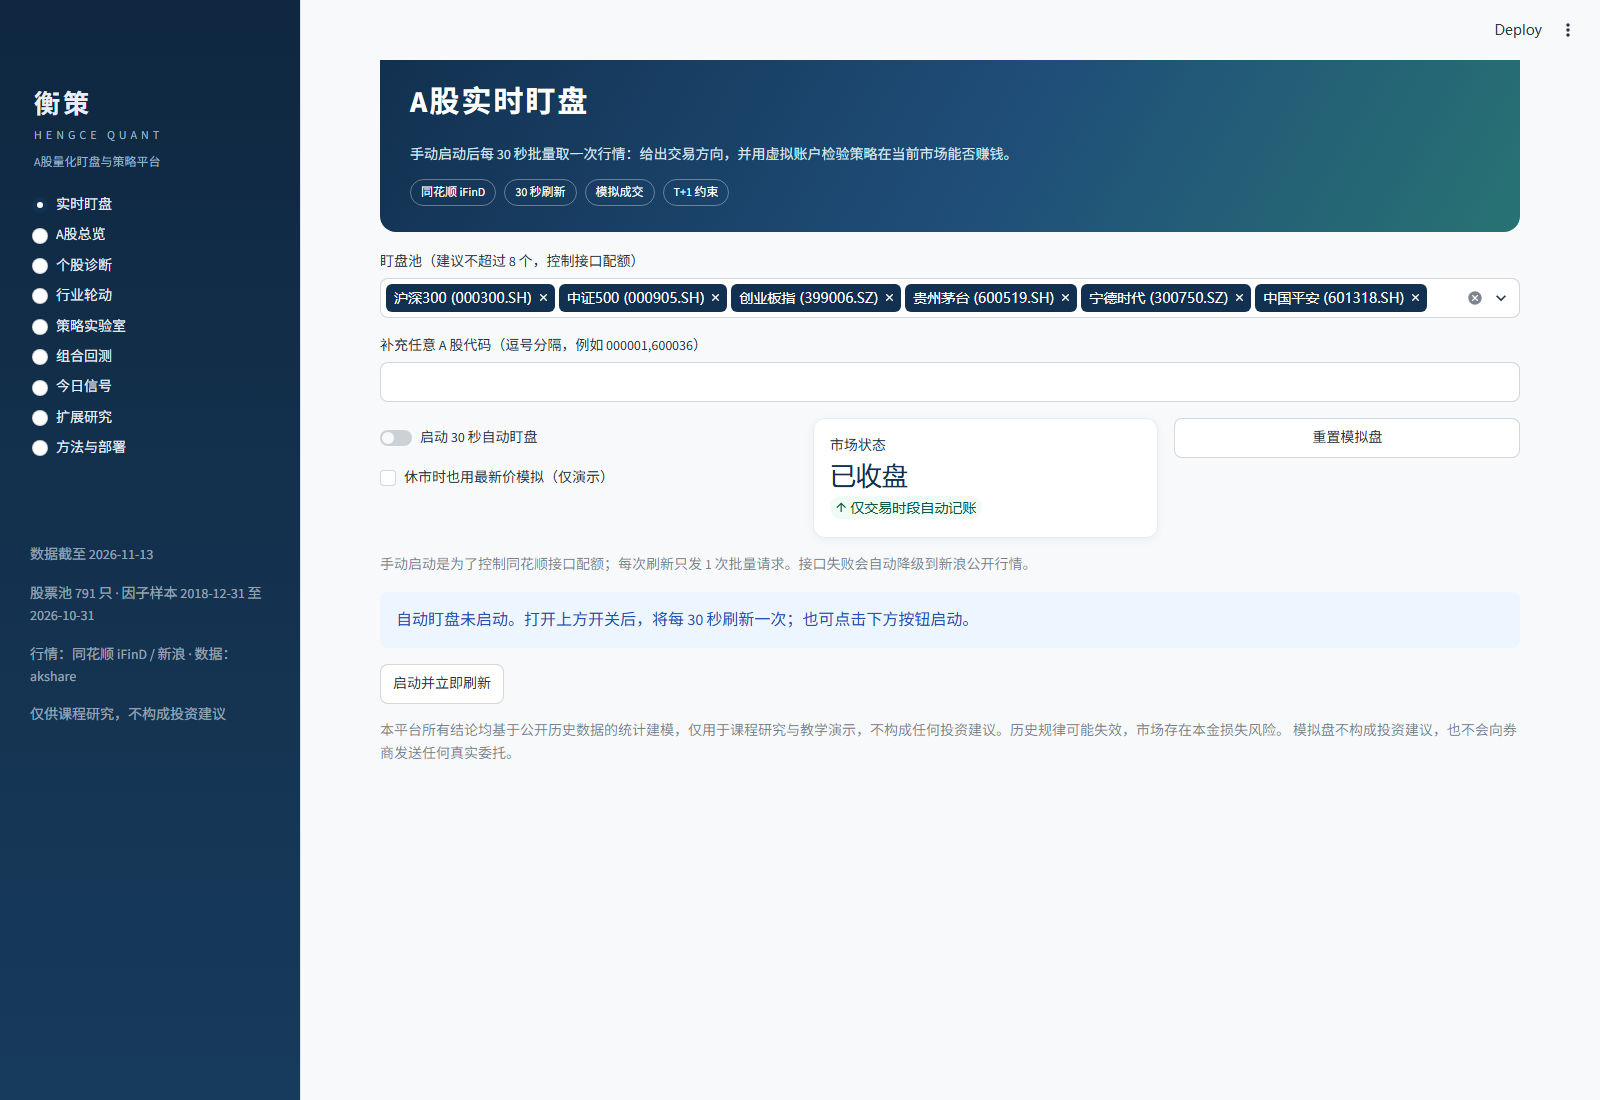 Deploy
衡策
HENGCE QUANT
A股量化盯盘与策略平台
实时盯盘
A股总览
个股诊断
行业轮动
策略实验室
组合回测
今日信号
扩展研究
方法与部署
数据截至 2026-11-13
股票池 791 只 · 因子样本 2018-12-31 至
2026-10-31
行情：同花顺 iFinD / 新浪 · 数据：
akshare
仅供课程研究，不构成投资建议
A股实时盯盘
手动启动后每 30 秒批量取一次行情：给出交易方向，并用虚拟账户检验策略在当前市场能否赚钱。
同花顺 iFinD 30 秒刷新 模拟成交 T+1 约束
盯盘池（建议不超过 8 个，控制接口配额）
沪深300 (000300.SH) × 中证500 (000905.SH) × 创业板指 (399006.SZ) × 贵州茅台 (600519.SH) × 宁德时代 (300750.SZ) × 中国平安 (601318.SH) ×
补充任意 A 股代码（逗号分隔，例如 000001,600036）
启动 30 秒自动盯盘
休市时也用最新价模拟（仅演示）
市场状态
已收盘
↑ 仅交易时段自动记账
重置模拟盘
手动启动是为了控制同花顺接口配额；每次刷新只发 1 次批量请求。接口失败会自动降级到新浪公开行情。
自动盯盘未启动。打开上方开关后，将每 30 秒刷新一次；也可点击下方按钮启动。
启动并立即刷新
本平台所有结论均基于公开历史数据的统计建模，仅用于课程研究与教学演示，不构成任何投资建议。历史规律可能失效，市场存在本金损失风险。 模拟盘不构成投资建议，也不会向券
商发送任何真实委托。